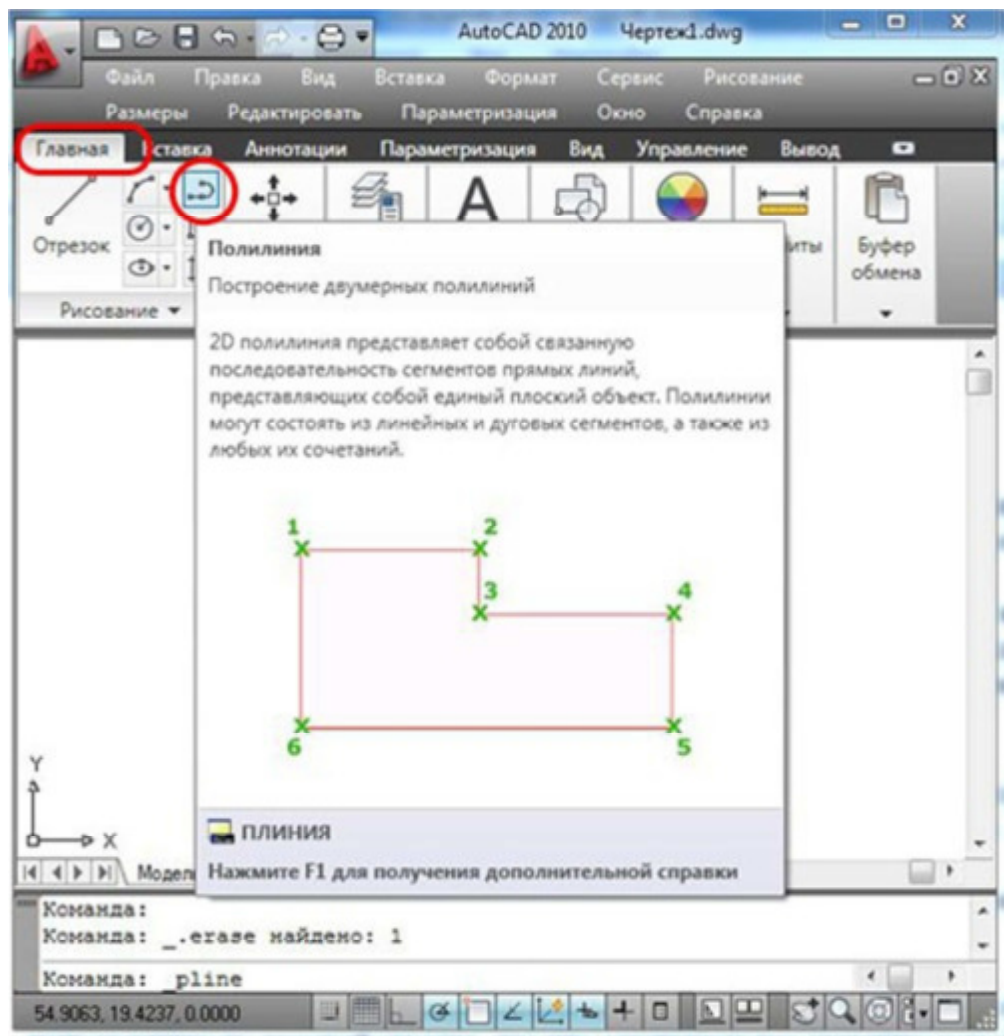 AutoCAD 2010 Чертеж1.dwg
Файл Правка Вид Вставка Формат Сервис Рисование
Размеры Редактировать Параметризация Окно Справка
Главная Вставка Аннотации Параметризация Вид Управление Вывод
A
Отрезок
иты
Буфер
обмена
Рисование
Полилиния
Построение двумерных полилиний
2D полилиния представляет собой связанную
последовательность сегментов прямых линий,
представляющих собой единый плоский объект. Полилинии
могут состоять из линейных и дуговых сегментов, а также из
любых их сочетаний.
1 2
3 4
6 5
Y
X
ПЛИНИЯ
Нажмите F1 для получения дополнительной справки
Модел
Команда:
Команда: _.erase найдено: 1
Команда: _pline
54.9063, 19.4237, 0.0000